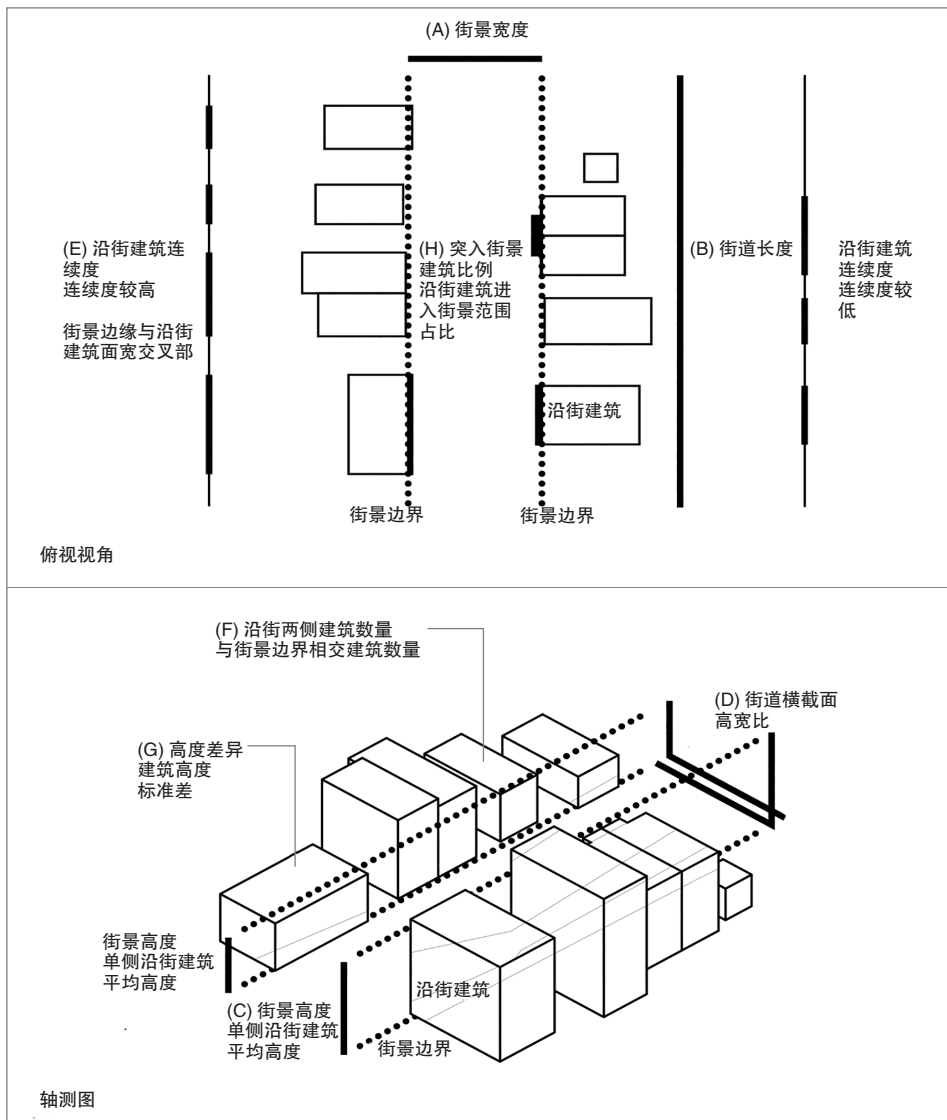 (A) 街景宽度
(E) 沿街建筑连
续度
连续度较高
街景边缘与沿街
建筑面宽交叉部
(H) 突入街景
建筑比例
沿街建筑进
入街景范围
占比
(B) 街道长度
沿街建筑
连续度
连续度较
低
沿街建筑
街景边界
街景边界
俯视视角
(F) 沿街两侧建筑数量
与街景边界相交建筑数量
(D) 街道横截面
高宽比
(G) 高度差异
建筑高度
标准差
街景高度
单侧沿街建筑
平均高度
(C) 街景高度
单侧沿街建筑
平均高度
沿街建筑
街景边界
轴测图